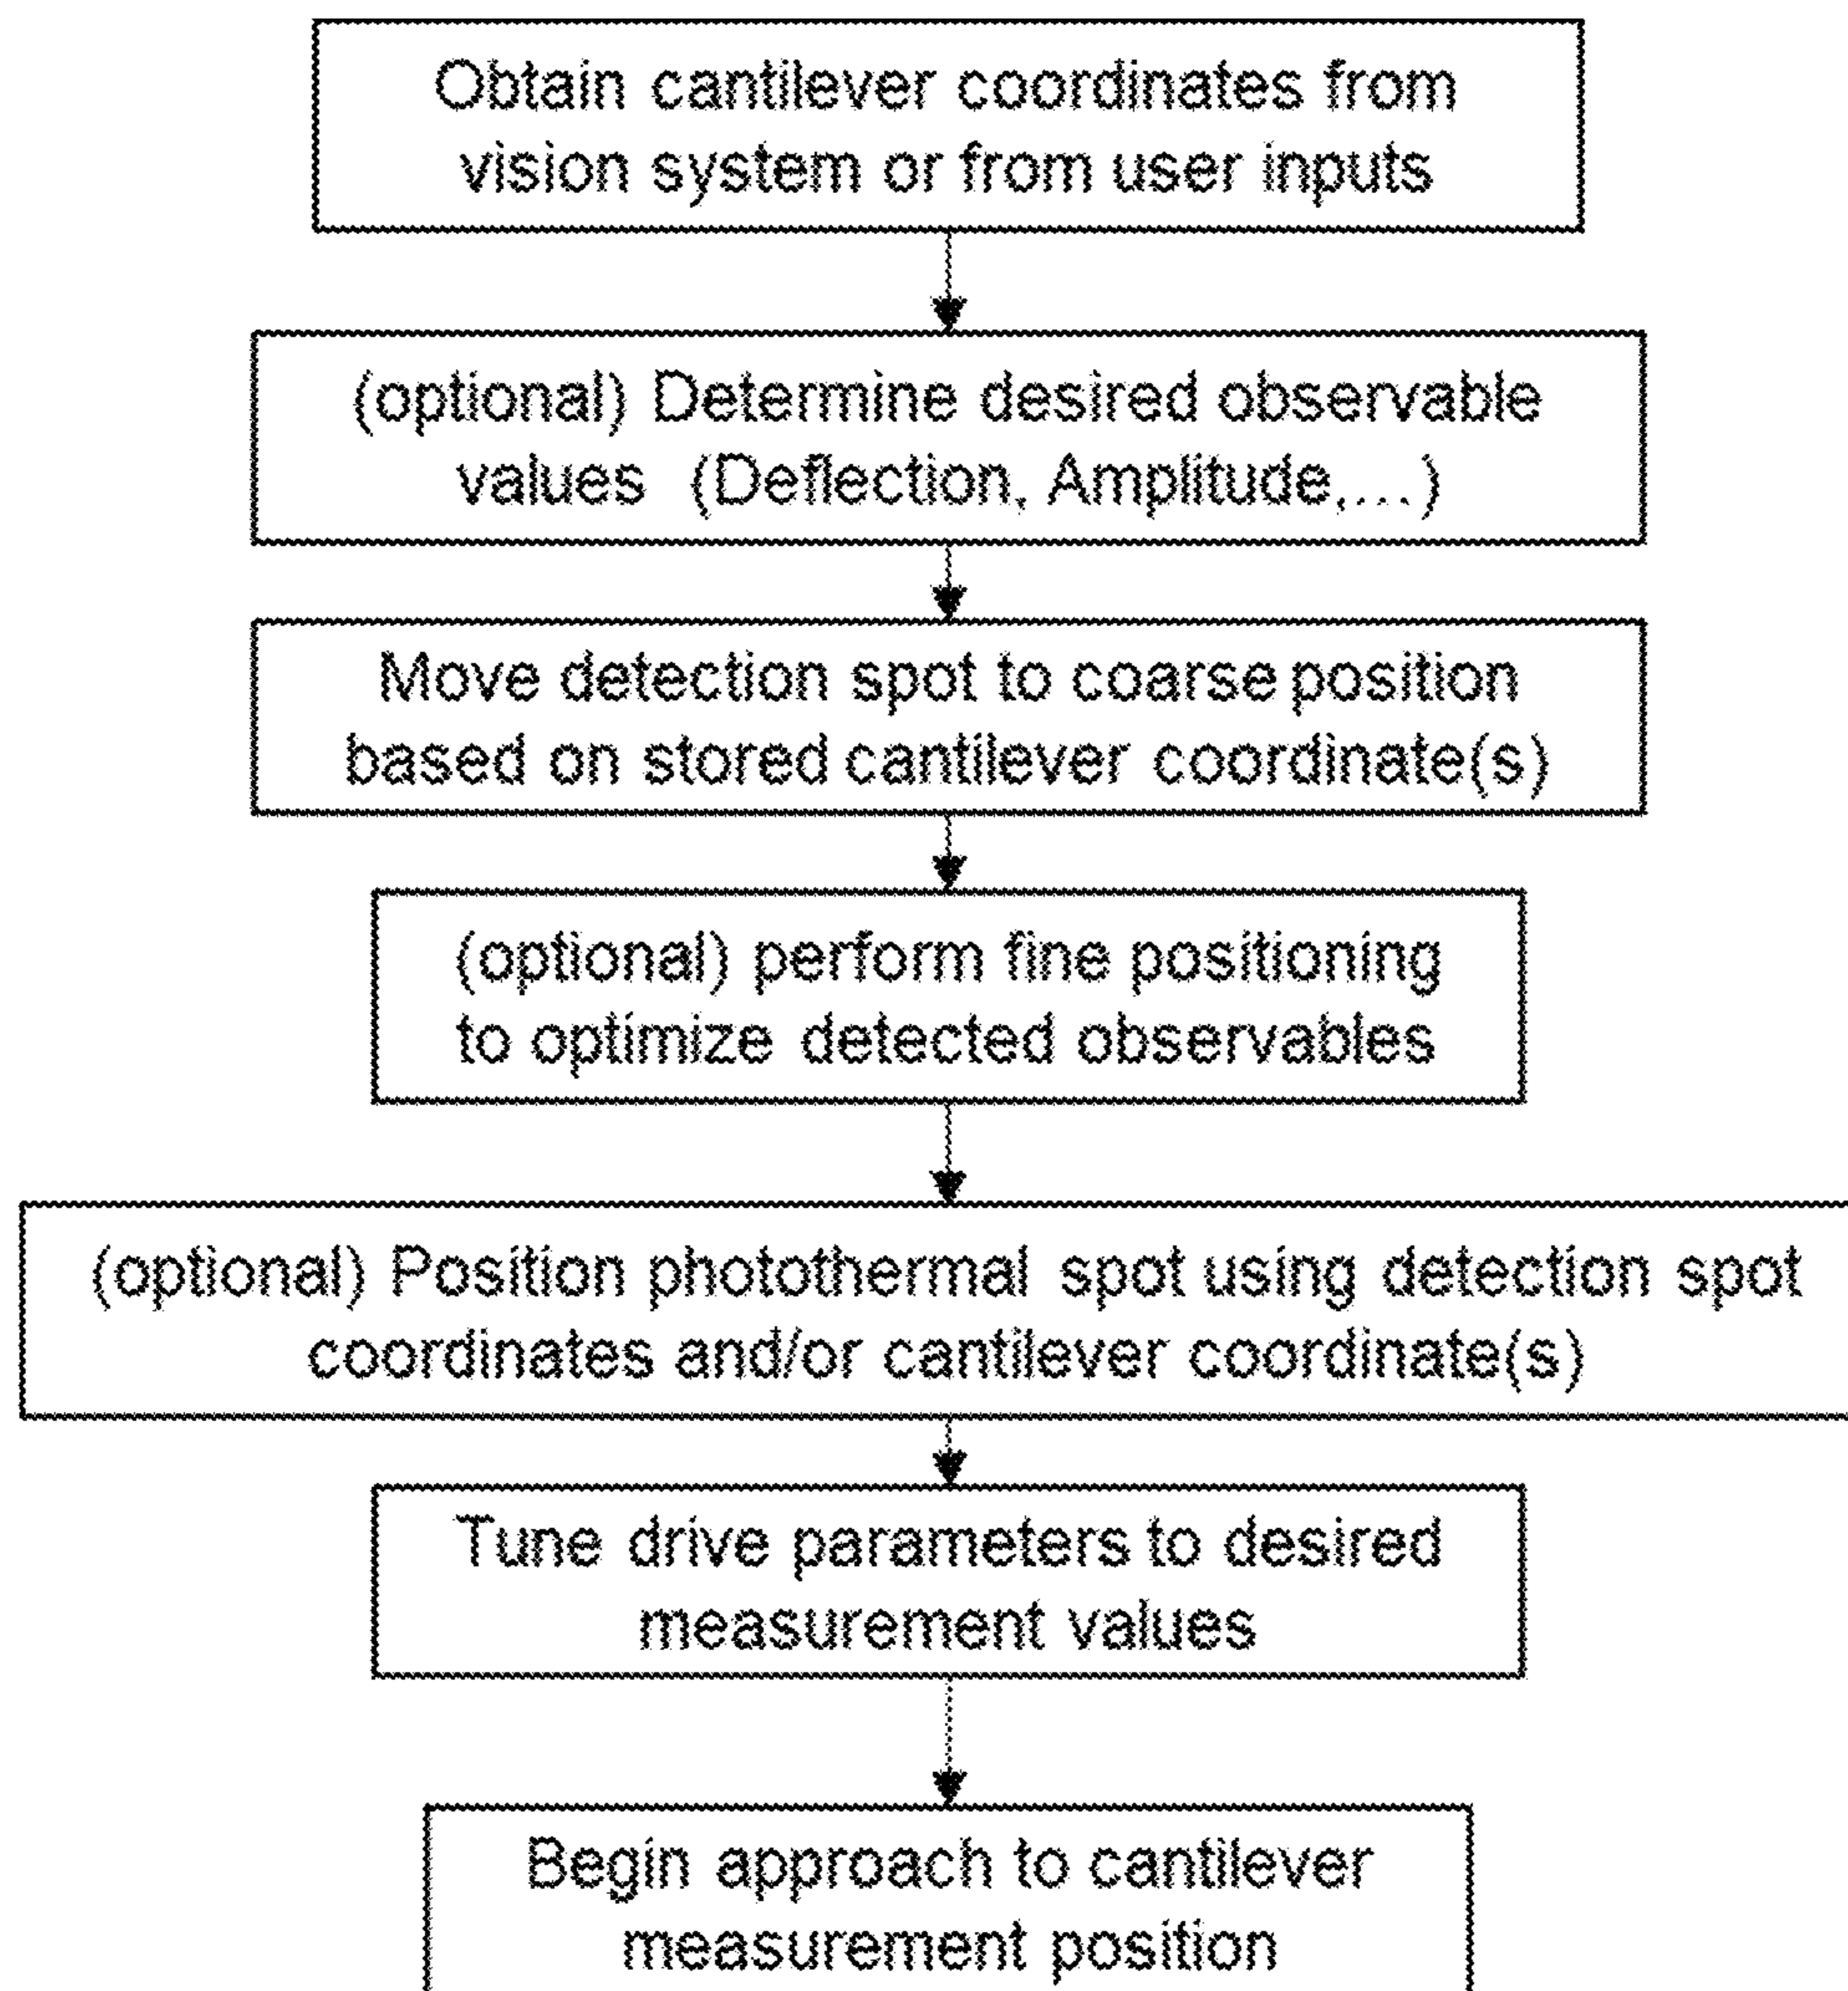 Obtain cantilever coordinates from
vision system or from user inputs
(optional) Determine desired observable
values (Deflection, Amplitude,...)
Move detection spot to coarse position
based on stored cantilever coordinate(s)
(optional) perform fine positioning
to optimize detected observables
(optional) Position photothermal spot using detection spot
coordinates and/or cantilever coordinate(s)
Tune drive parameters to desired
measurement values
Begin approach to cantilever
measurement position